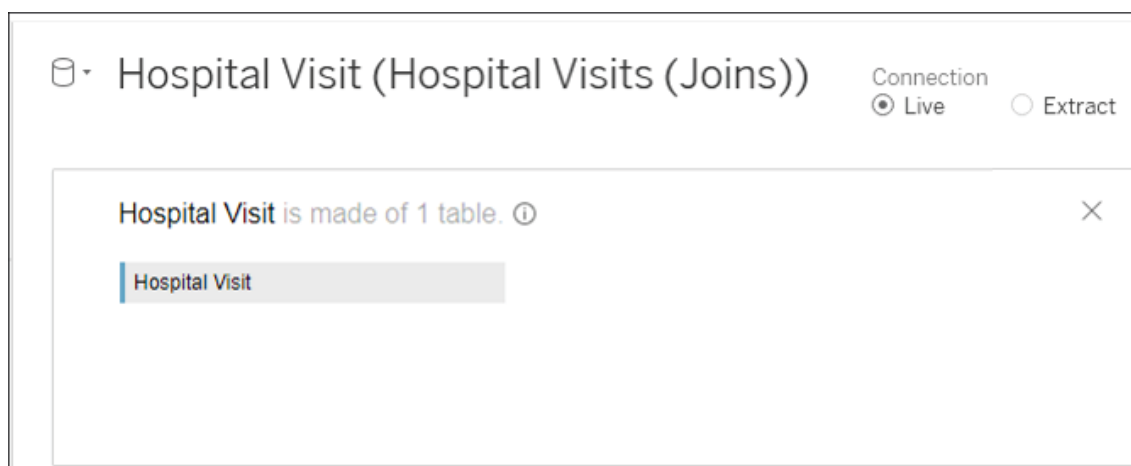 Hospital Visit (Hospital Visits (Joins))
Connection
Live
Extract
Hospital Visit is made of 1 table.
Hospital Visit